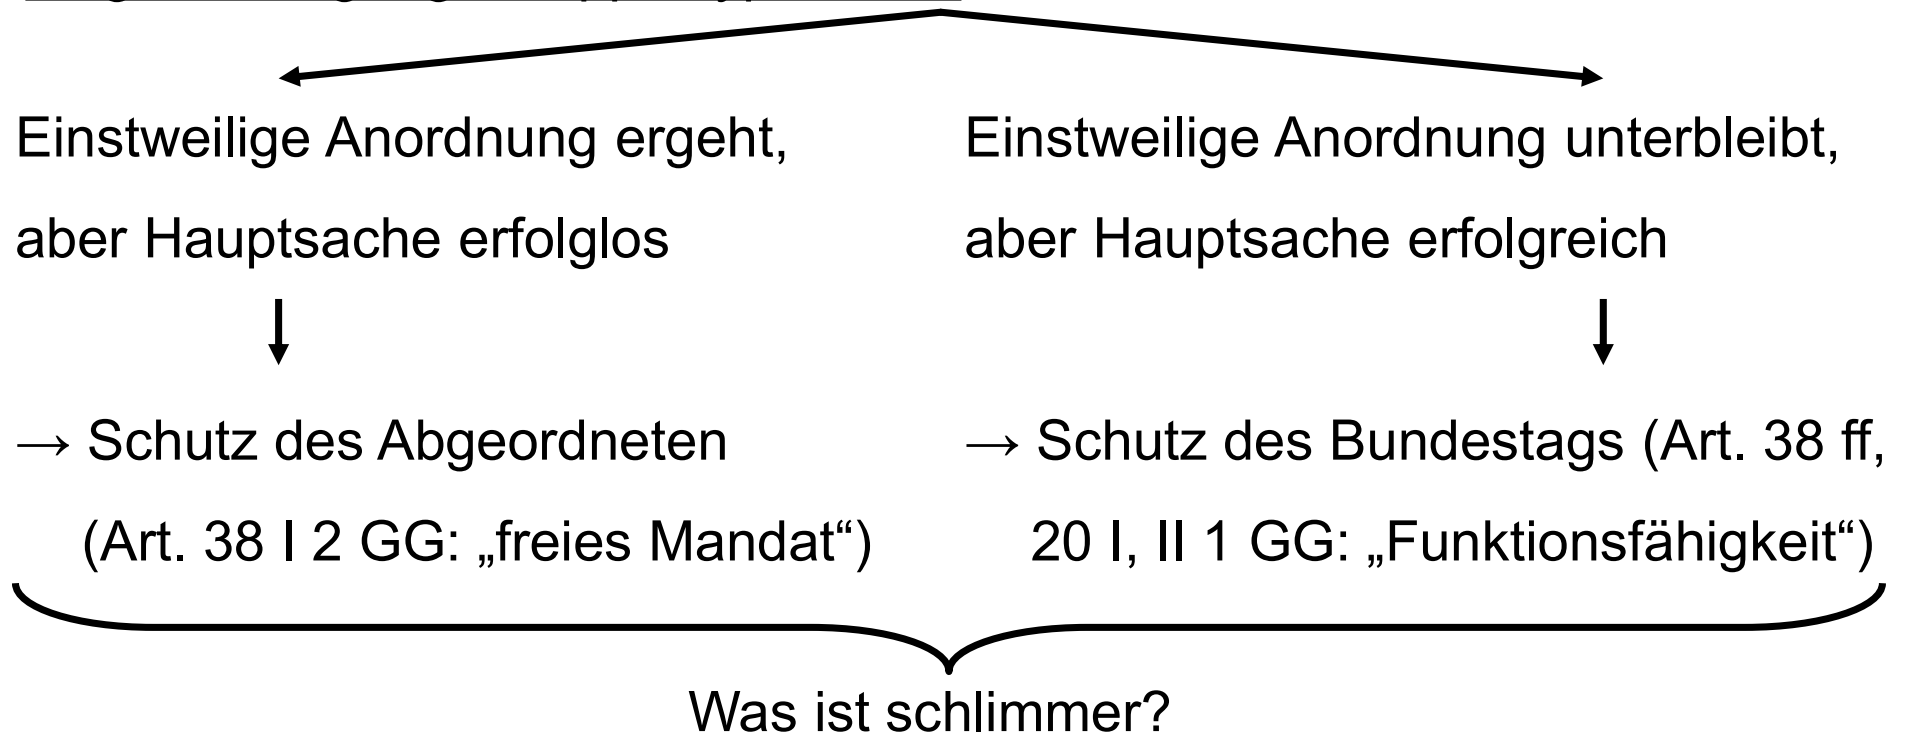 Einstweilige Anordnung ergeht,
aber Hauptsache erfolglos
→ Schutz des Abgeordneten
(Art. 38 I 2 GG: „freies Mandat“)
Einstweilige Anordnung unterbleibt,
aber Hauptsache erfolgreich
→ Schutz des Bundestags (Art. 38 ff,
20 I, II 1 GG: „Funktionsfähigkeit“)
Was ist schlimmer?